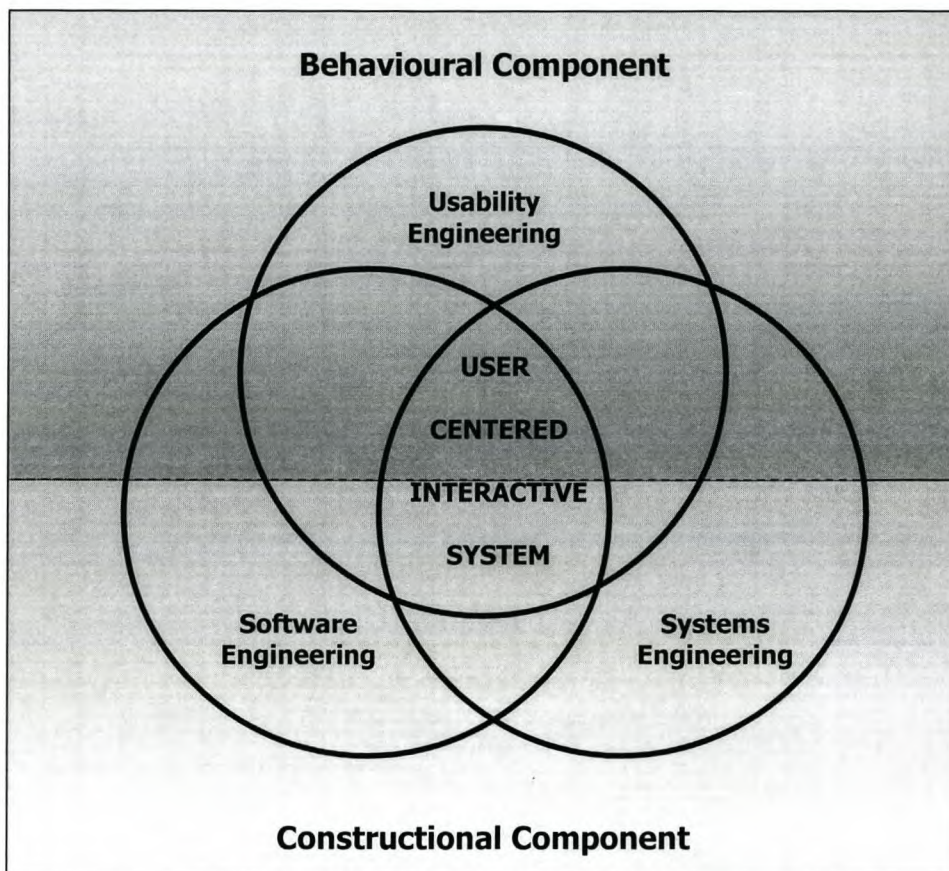 Behavioural Component
Usability
Engineering
USER
CENTERED
INTERACTIVE
SYSTEM
Software
Engineering
Systems
Engineering
Constructional Component